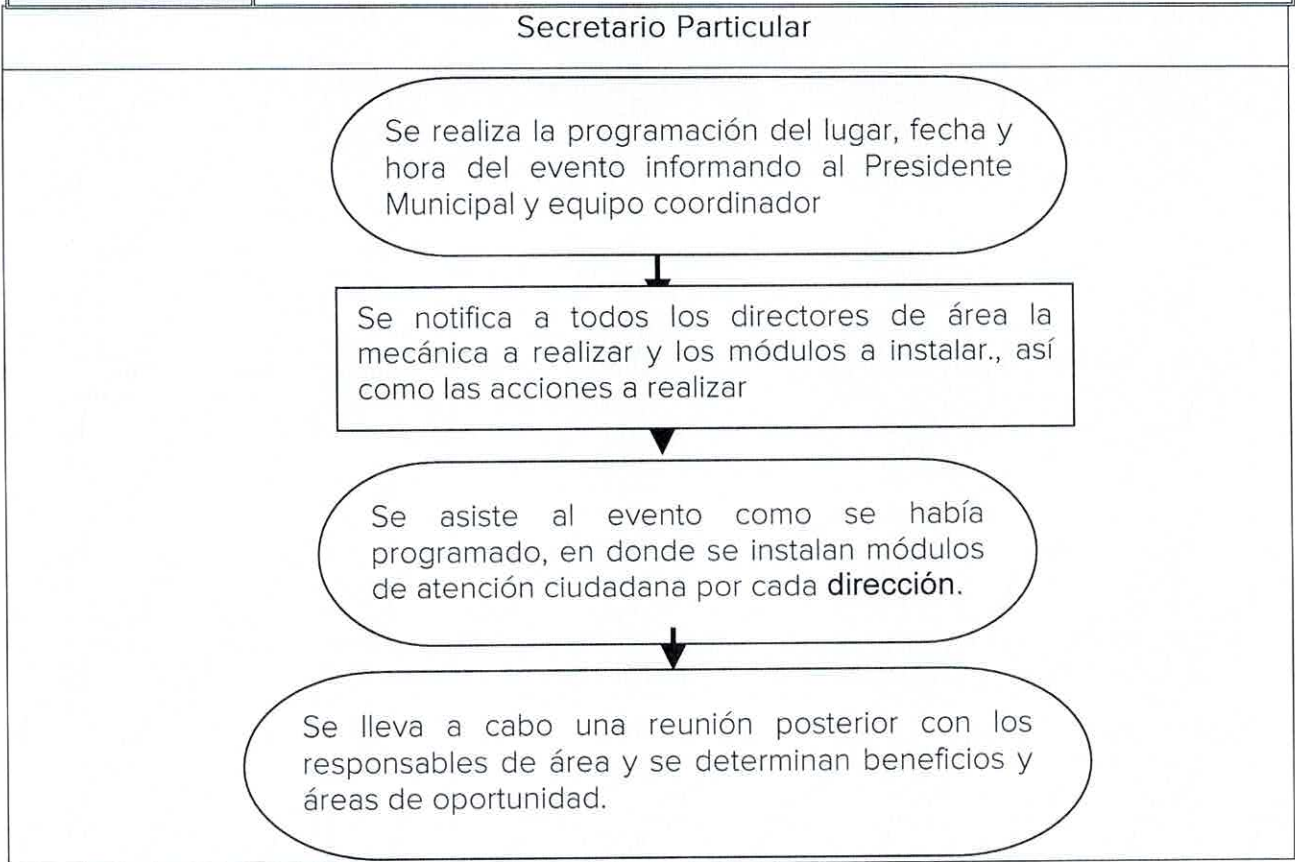 Secretario Particular
Se realiza la programación del lugar, fecha y
hora del evento informando al Presidente
Municipal y equipo coordinador
Se notifica a todos los directores de área la
mecánica a realizar y los módulos a instalar., así
como las acciones a realizar
Se asiste al evento como se había
programado, en donde se instalan módulos
de atención ciudadana por cada dirección.
Se lleva a cabo una reunión posterior con los
responsables de área y se determinan beneficios y
áreas de oportunidad.